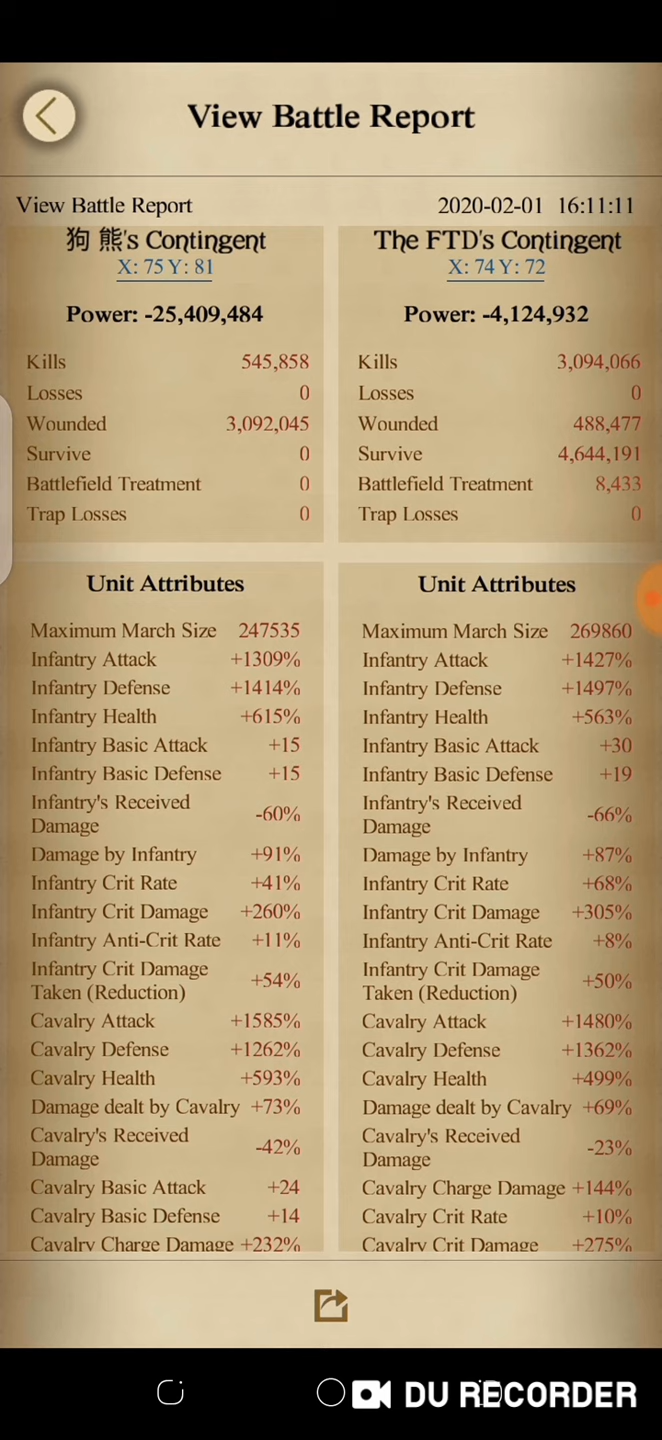 View Battle Report
View Battle Report 2020-02-01 16:11:11
狗 熊's Contingent
X: 75 Y: 81
Power: -25,409,484
Kills 545,858
Losses 0
Wounded 3,092,045
Survive 0
Battlefield Treatment 0
Trap Losses 0
The FTD's Contingent
X: 74 Y: 72
Power: -4,124,932
Kills 3,094,066
Losses 0
Wounded 488,477
Survive 4,644,191
Battlefield Treatment 8,433
Trap Losses 0
Unit Attributes
Maximum March Size 247535
Infantry Attack +1309%
Infantry Defense +1414%
Infantry Health +615%
Infantry Basic Attack +15
Infantry Basic Defense +15
Infantry's Received
Damage -60%
Damage by Infantry +91%
Infantry Crit Rate +41%
Infantry Crit Damage +260%
Infantry Anti-Crit Rate +11%
Infantry Crit Damage
Taken (Reduction) +54%
Cavalry Attack +1585%
Cavalry Defense +1262%
Cavalry Health +593%
Damage dealt by Cavalry +73%
Cavalry's Received
Damage -42%
Cavalry Basic Attack +24
Cavalry Basic Defense +14
Cavalry Charge Damage +232%
Unit Attributes
Maximum March Size 269860
Infantry Attack +1427%
Infantry Defense +1497%
Infantry Health +563%
Infantry Basic Attack +30
Infantry Basic Defense +19
Infantry's Received
Damage -66%
Damage by Infantry +87%
Infantry Crit Rate +68%
Infantry Crit Damage +305%
Infantry Anti-Crit Rate +8%
Infantry Crit Damage
Taken (Reduction) +50%
Cavalry Attack +1480%
Cavalry Defense +1362%
Cavalry Health +499%
Damage dealt by Cavalry +69%
Cavalry's Received
Damage -23%
Cavalry Charge Damage +144%
Cavalry Crit Rate +10%
Cavalry Crit Damage +275%
DU RECORDER